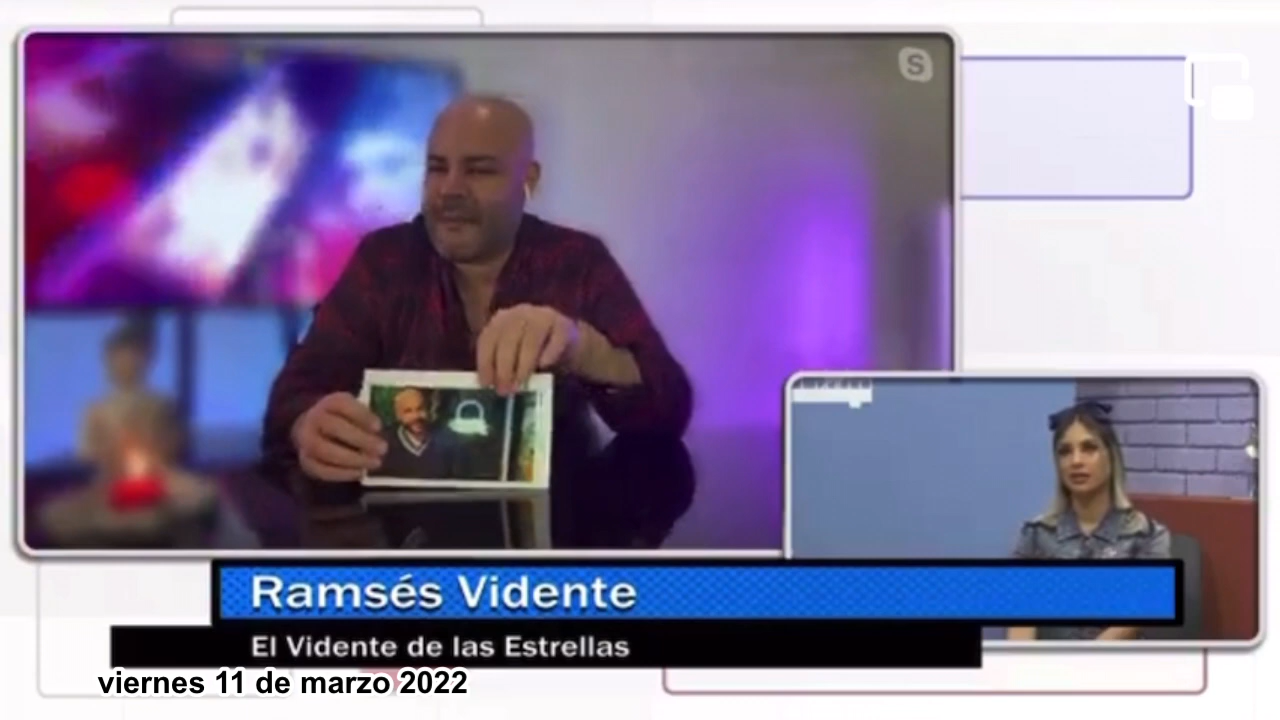 S
Ramsés Vidente
El Vidente de las Estrellas
viernes 11 de marzo 2022